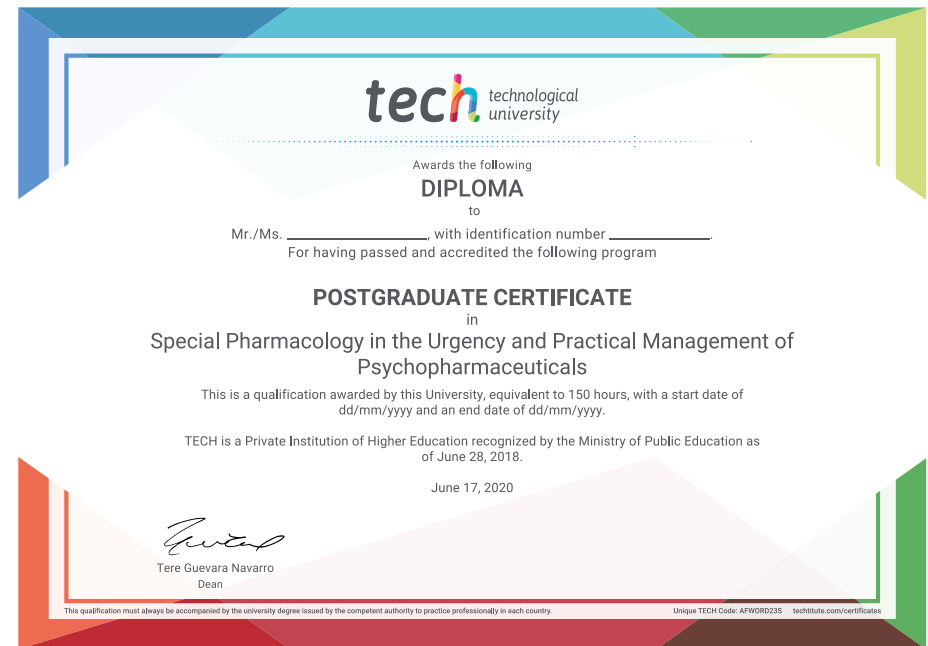 tech technological
university
Awards the following
DIPLOMA
to
Mr./Ms. ____________________, with identification number ______________.
For having passed and accredited the following program
POSTGRADUATE CERTIFICATE
in
Special Pharmacology in the Urgency and Practical Management of
Psychopharmaceuticals
This is a qualification awarded by this University, equivalent to 150 hours, with a start date of
dd/mm/yyyy and an end date of dd/mm/yyyy.
TECH is a Private Institution of Higher Education recognized by the Ministry of Public Education as
of June 28, 2018.
June 17, 2020
Tere Guevara Navarro
Dean
This qualification must always be accompanied by the university degree issued by the competent authority to practice professionally in each country.
Unique TECH Code: AFWORD23S techtitute.com/certificates